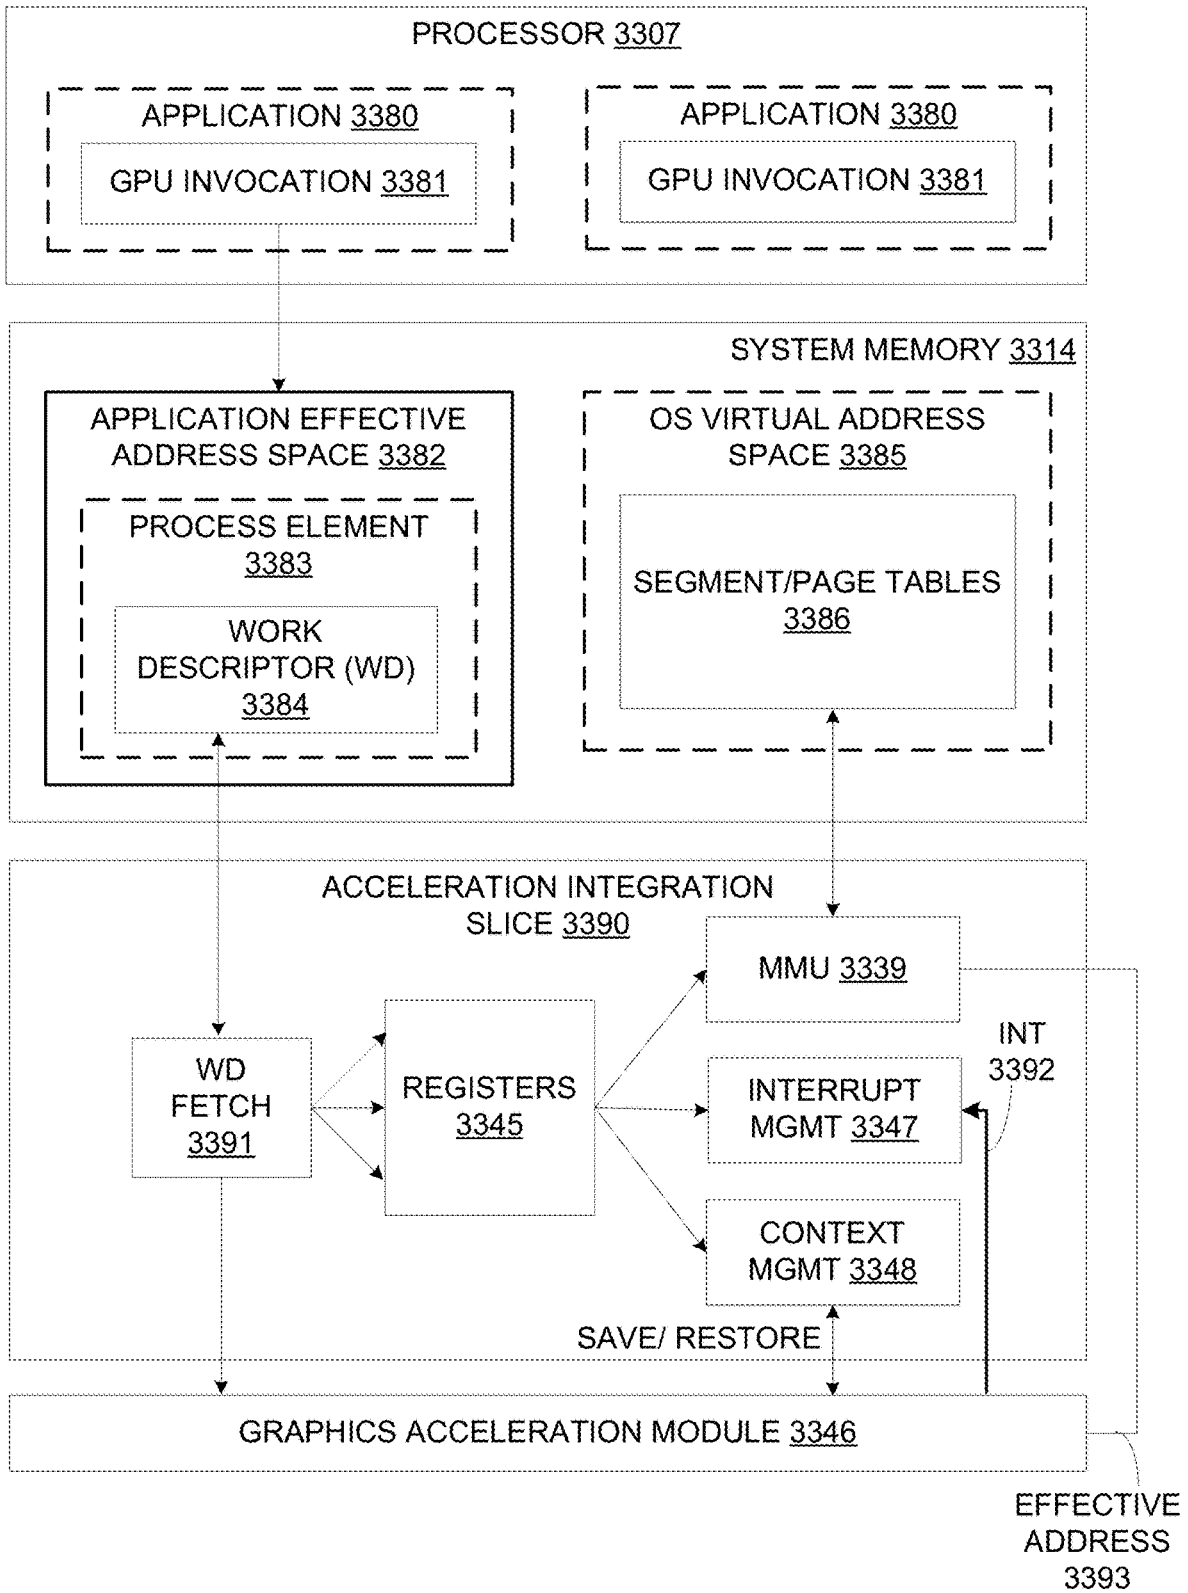 PROCESSOR 3307
APPLICATION 3380
GPU INVOCATION 3381
APPLICATION 3380
GPU INVOCATION 3381
SYSTEM MEMORY 3314
APPLICATION EFFECTIVE
ADDRESS SPACE 3382
PROCESS ELEMENT
3383
WORK
DESCRIPTOR (WD)
3384
OS VIRTUAL ADDRESS
SPACE 3385
SEGMENT/PAGE TABLES
3386
ACCELERATION INTEGRATION
SLICE 3390
WD
FETCH
3391
REGISTERS
3345
MMU 3339
INTERRUPT
MGMT 3347
CONTEXT
MGMT 3348
INT
3392
SAVE/ RESTORE
GRAPHICS ACCELERATION MODULE 3346
EFFECTIVE
ADDRESS
3393